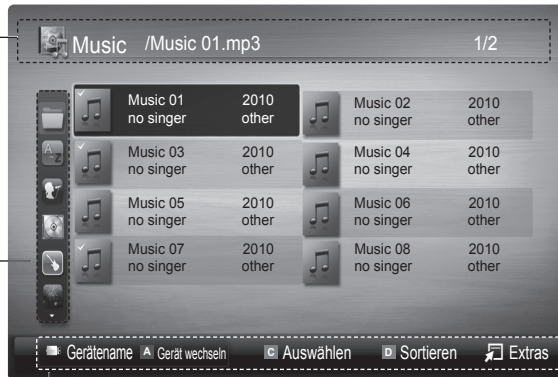 Music /Music 01.mp3 1/2
Music 01 2010 Music 02 2010
no singer other no singer other
Music 03 2010 Music 04 2010
no singer other no singer other
Music 05 2010 Music 06 2010
no singer other no singer other
Music 07 2010 Music 08 2010
no singer other no singer other
A-Z
Gerätename A Gerät wechseln C Auswählen D Sortieren Extras